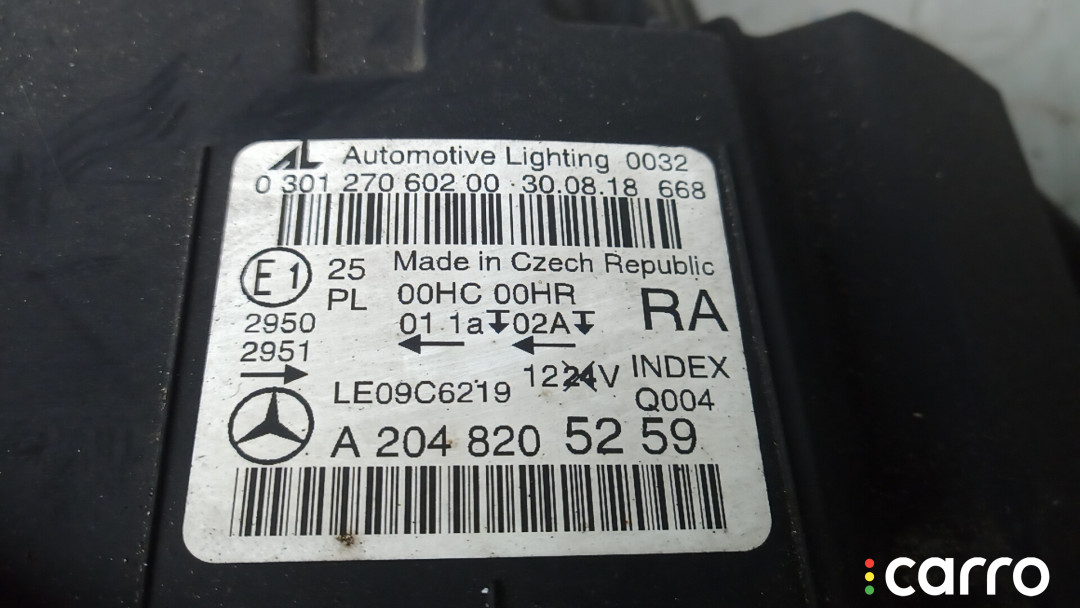 AL Automotive Lighting 0032
0 301 270 602 00 30.08.18 668
E1 25 Made in Czech Republic
PL 00HC 00HR RA
2950 01 1a 02A
2951
LE09C6219 12 24V INDEX
Q004
A 204 820 52 59
carro